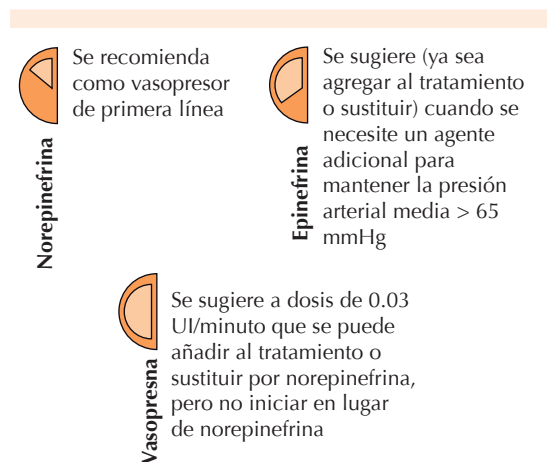 Norepinefrina
Se recomienda
como vasopresor
de primera línea
Epinefrina
Se sugiere (ya sea
agregar al tratamiento
o sustituir) cuando se
necesite un agente
adicional para
mantener la presión
arterial media > 65
mmHg
Vasopresna
Se sugiere a dosis de 0.03
UI/minuto que se puede
añadir al tratamiento o
sustituir por norepinefrina,
pero no iniciar en lugar
de norepinefrina